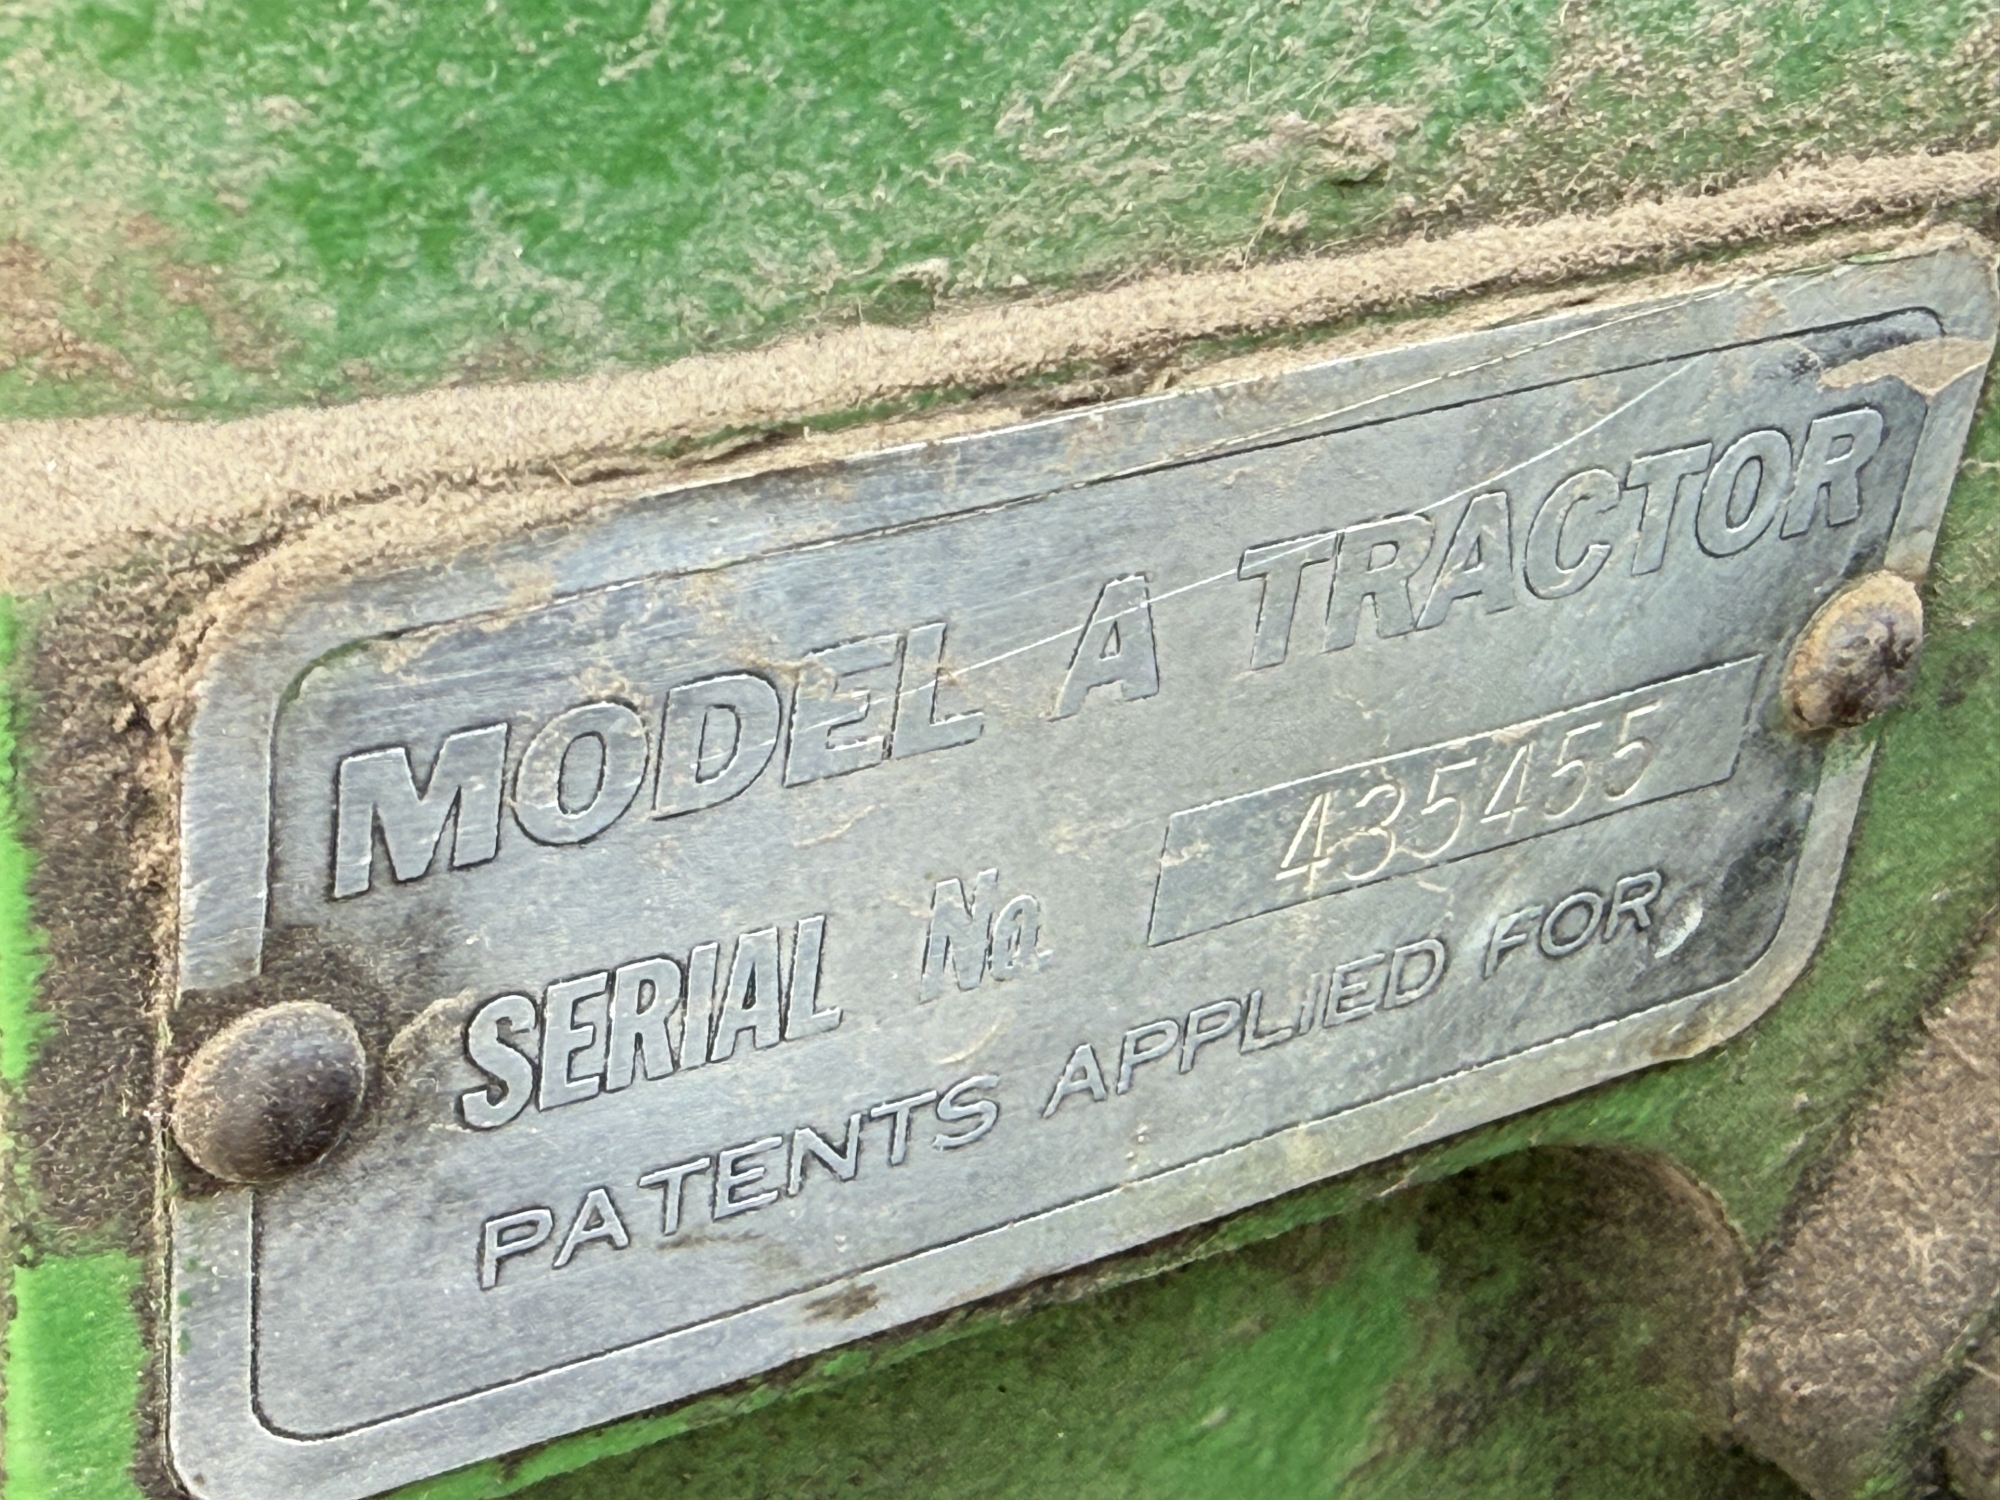 MODEL A TRACTOR
SERIAL No. 435455
PATENTS APPLIED FOR